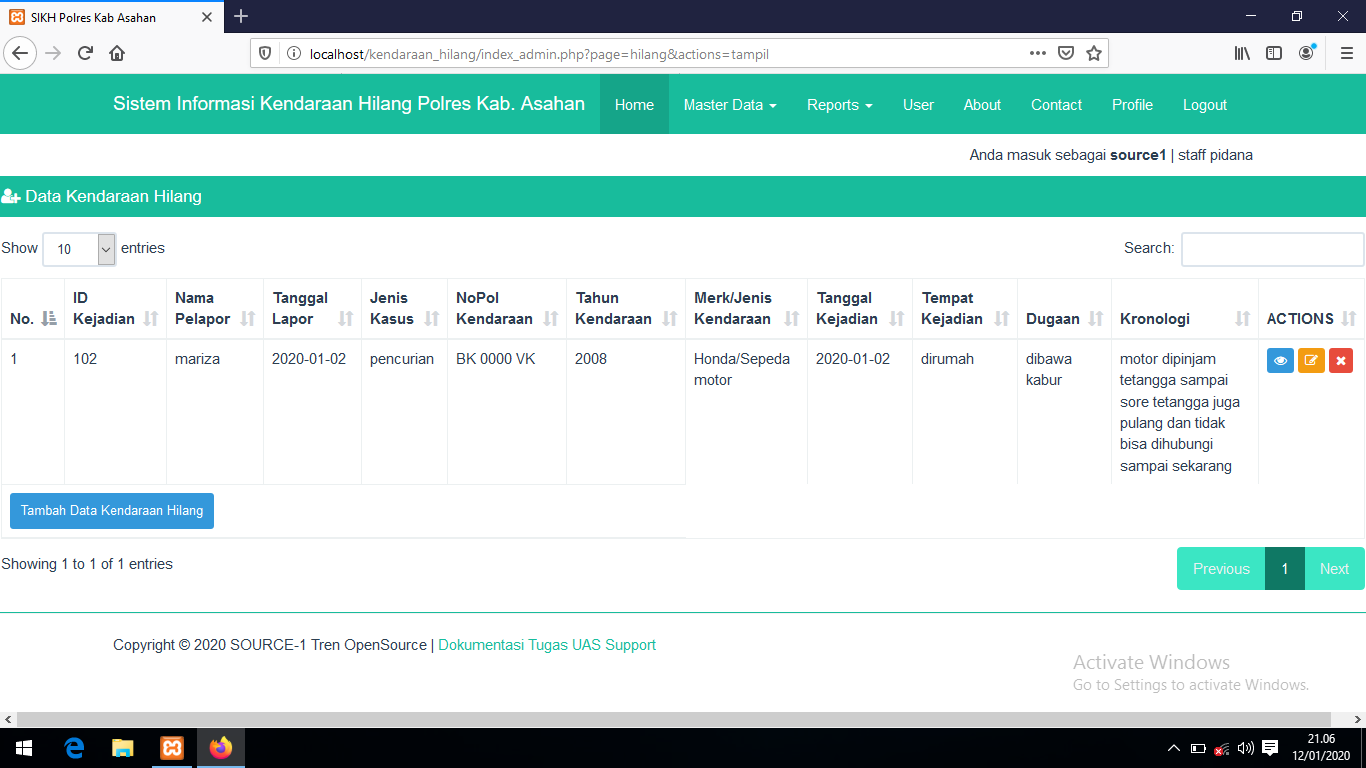 SIKH Polres Kab Asahan
localhost/kendaraan_hilang/index_admin.php?page=hilang&actions=tampil
Sistem Informasi Kendaraan Hilang Polres Kab. Asahan Home Master Data Reports User About Contact Profile Logout
Anda masuk sebagai source1 | staff pidana
Data Kendaraan Hilang
Show 10 entries Search:
No. ID Kejadian Nama Pelapor Tanggal Lapor Jenis Kasus NoPol Kendaraan Tahun Kendaraan Merk/Jenis Kendaraan Tanggal Kejadian Tempat Kejadian Dugaan Kronologi ACTIONS
1 102 mariza 2020-01-02 pencurian BK 0000 VK 2008 Honda/Sepeda motor 2020-01-02 dirumah dibawa kabur motor dipinjam tetangga sampai sore tetangga juga pulang dan tidak bisa dihubungi sampai sekarang
Tambah Data Kendaraan Hilang
Showing 1 to 1 of 1 entries Previous 1 Next
Copyright © 2020 SOURCE-1 Tren OpenSource | Dokumentasi Tugas UAS Support
Activate Windows
Go to Settings to activate Windows.
21.06
12/01/2020